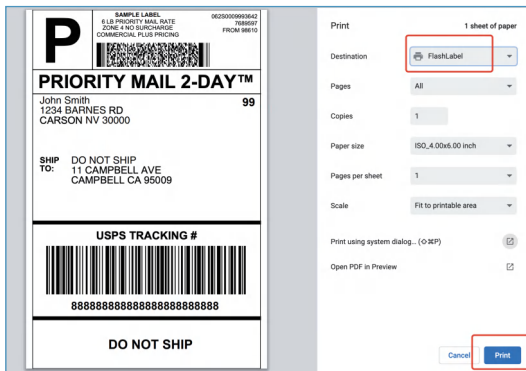 P
SAMPLE LABEL
6 LB PRIORITY MAIL RATE
ZONE 4 NO SURCHARGE
COMMERCIAL PLUS PRICING
062S0009993642
7689597
FROM 98610
PRIORITY MAIL 2-DAY™
John Smith
99
1234 BARNES RD
CARSON NV 30000
SHIP TO:
DO NOT SHIP
11 CAMPBELL AVE
CAMPBELL CA 95009
USPS TRACKING #
88888888888888888888888
DO NOT SHIP
Print
1 sheet of paper
Destination
FlashLabel
Pages
All
Copies
1
Paper size
ISO_4.00x6.00 inch
Pages per sheet
1
Scale
Fit to printable area
Print using system dialog... (⇧⌘P)
Open PDF in Preview
Cancel
Print